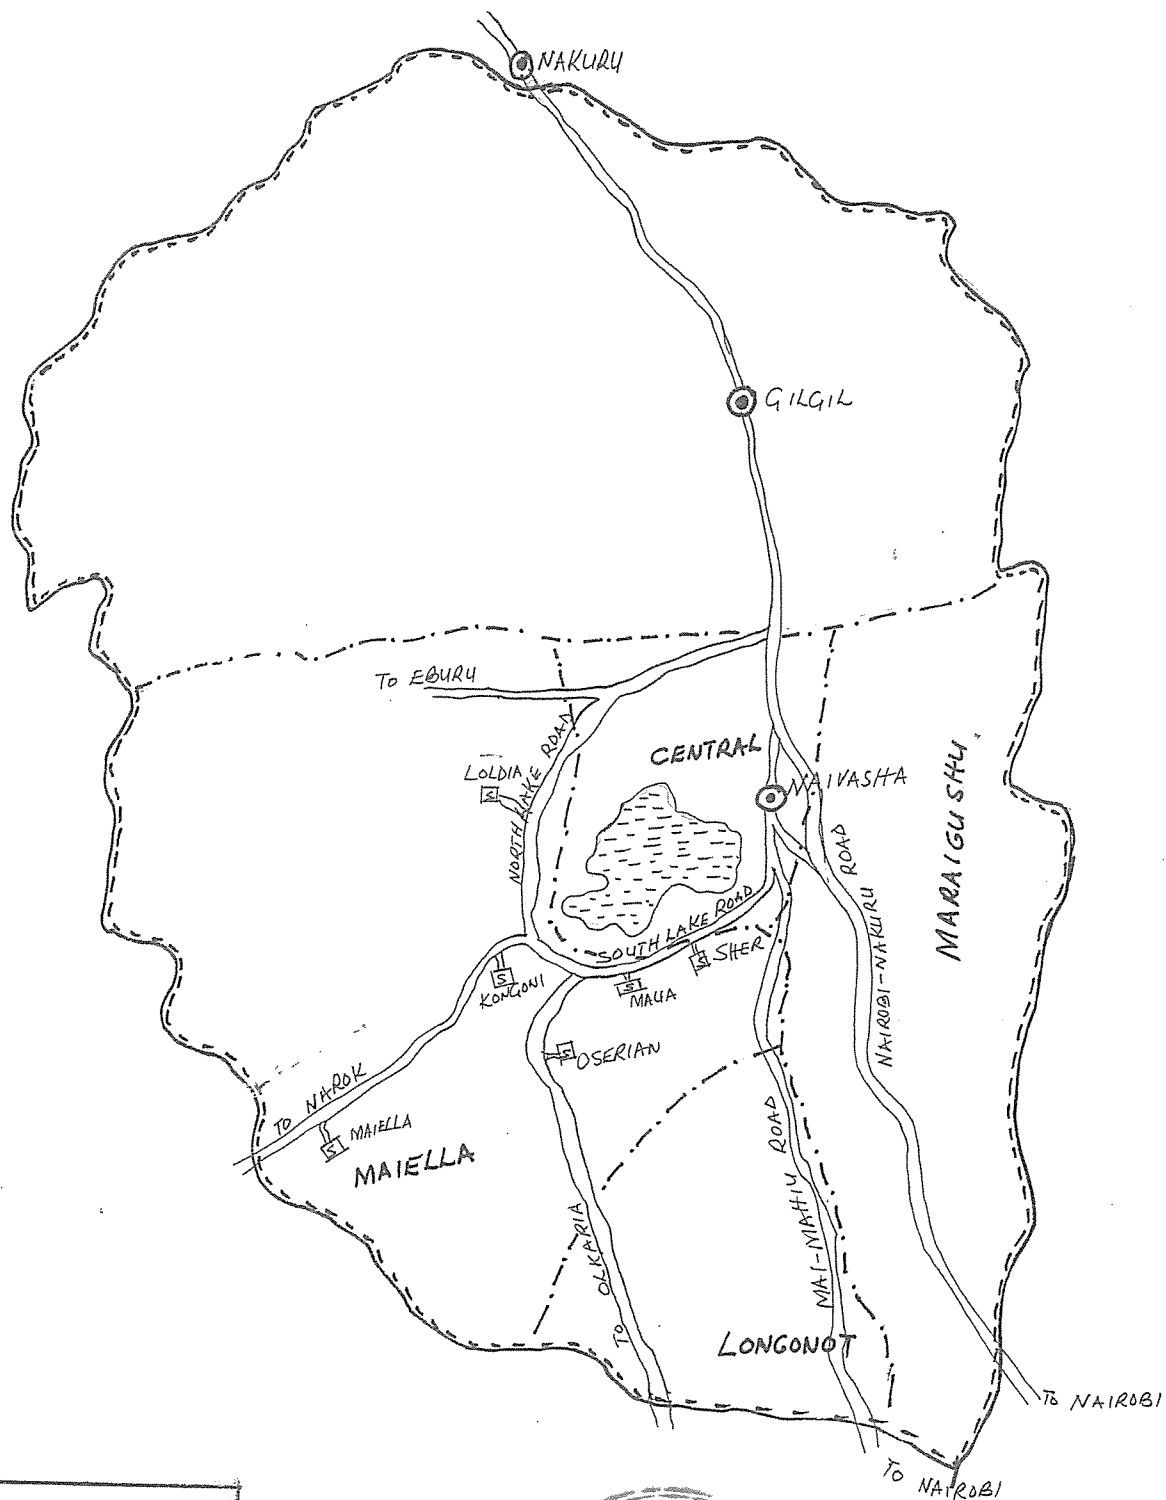 NAKURU
GILGIL
TO EBURU
NORTH LAKE ROAD
CENTRAL
LOLDIA
S
NAIVASHA
MARAIGUSHU
NAIROBI-NAKURU ROAD
SOUTH LAKE ROAD
S SHER
S
KONGONI
S
MAUA
S OSERIAN
TO NAROK
S MAIELLA
MAIELLA
MAI-MAHIU ROAD
TO OLKARIA
LONGONOT
TO NAIROBI
TO NAIROBI